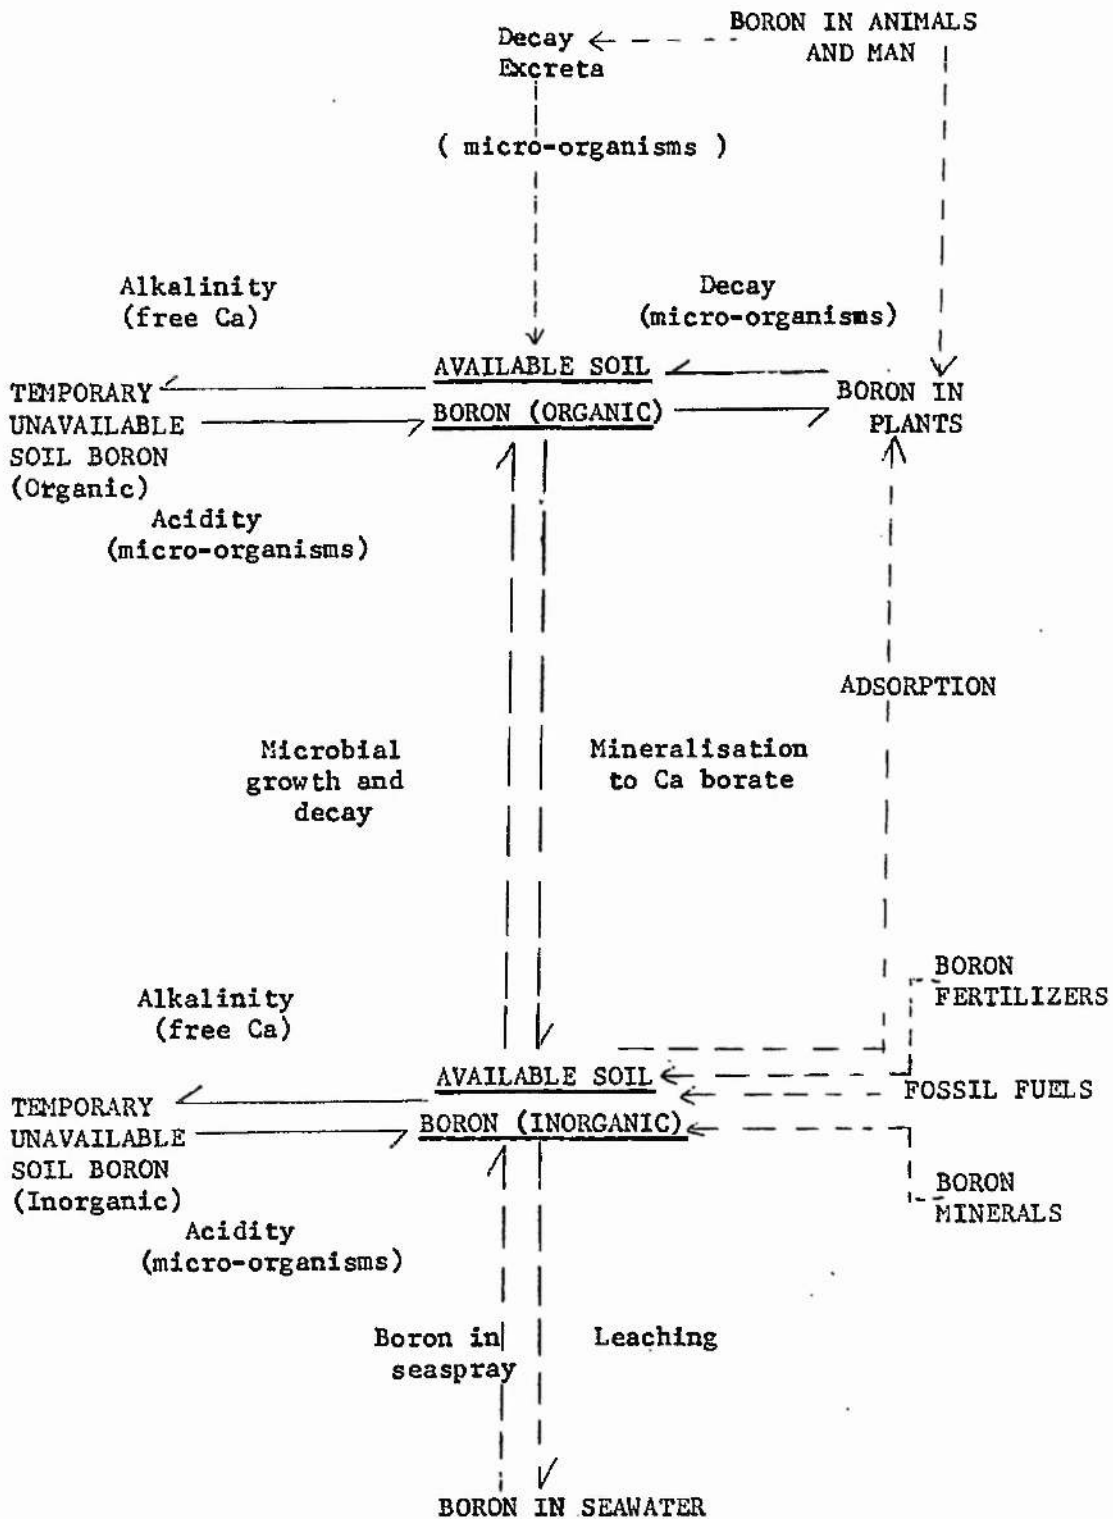 BORON IN ANIMALS
AND MAN
Decay
Excreta
( micro-organisms )
Alkalinity
(free Ca)
Decay
(micro-organisms)
AVAILABLE SOIL
BORON (ORGANIC)
TEMPORARY
UNAVAILABLE
SOIL BORON
(Organic)
BORON IN
PLANTS
Acidity
(micro-organisms)
ADSORPTION
Microbial
growth and
decay
Mineralisation
to Ca borate
BORON
FERTILIZERS
Alkalinity
(free Ca)
AVAILABLE SOIL
BORON (INORGANIC)
FOSSIL FUELS
TEMPORARY
UNAVAILABLE
SOIL BORON
(Inorganic)
BORON
MINERALS
Acidity
(micro-organisms)
Boron in
seaspray
Leaching
BORON IN SEAWATER